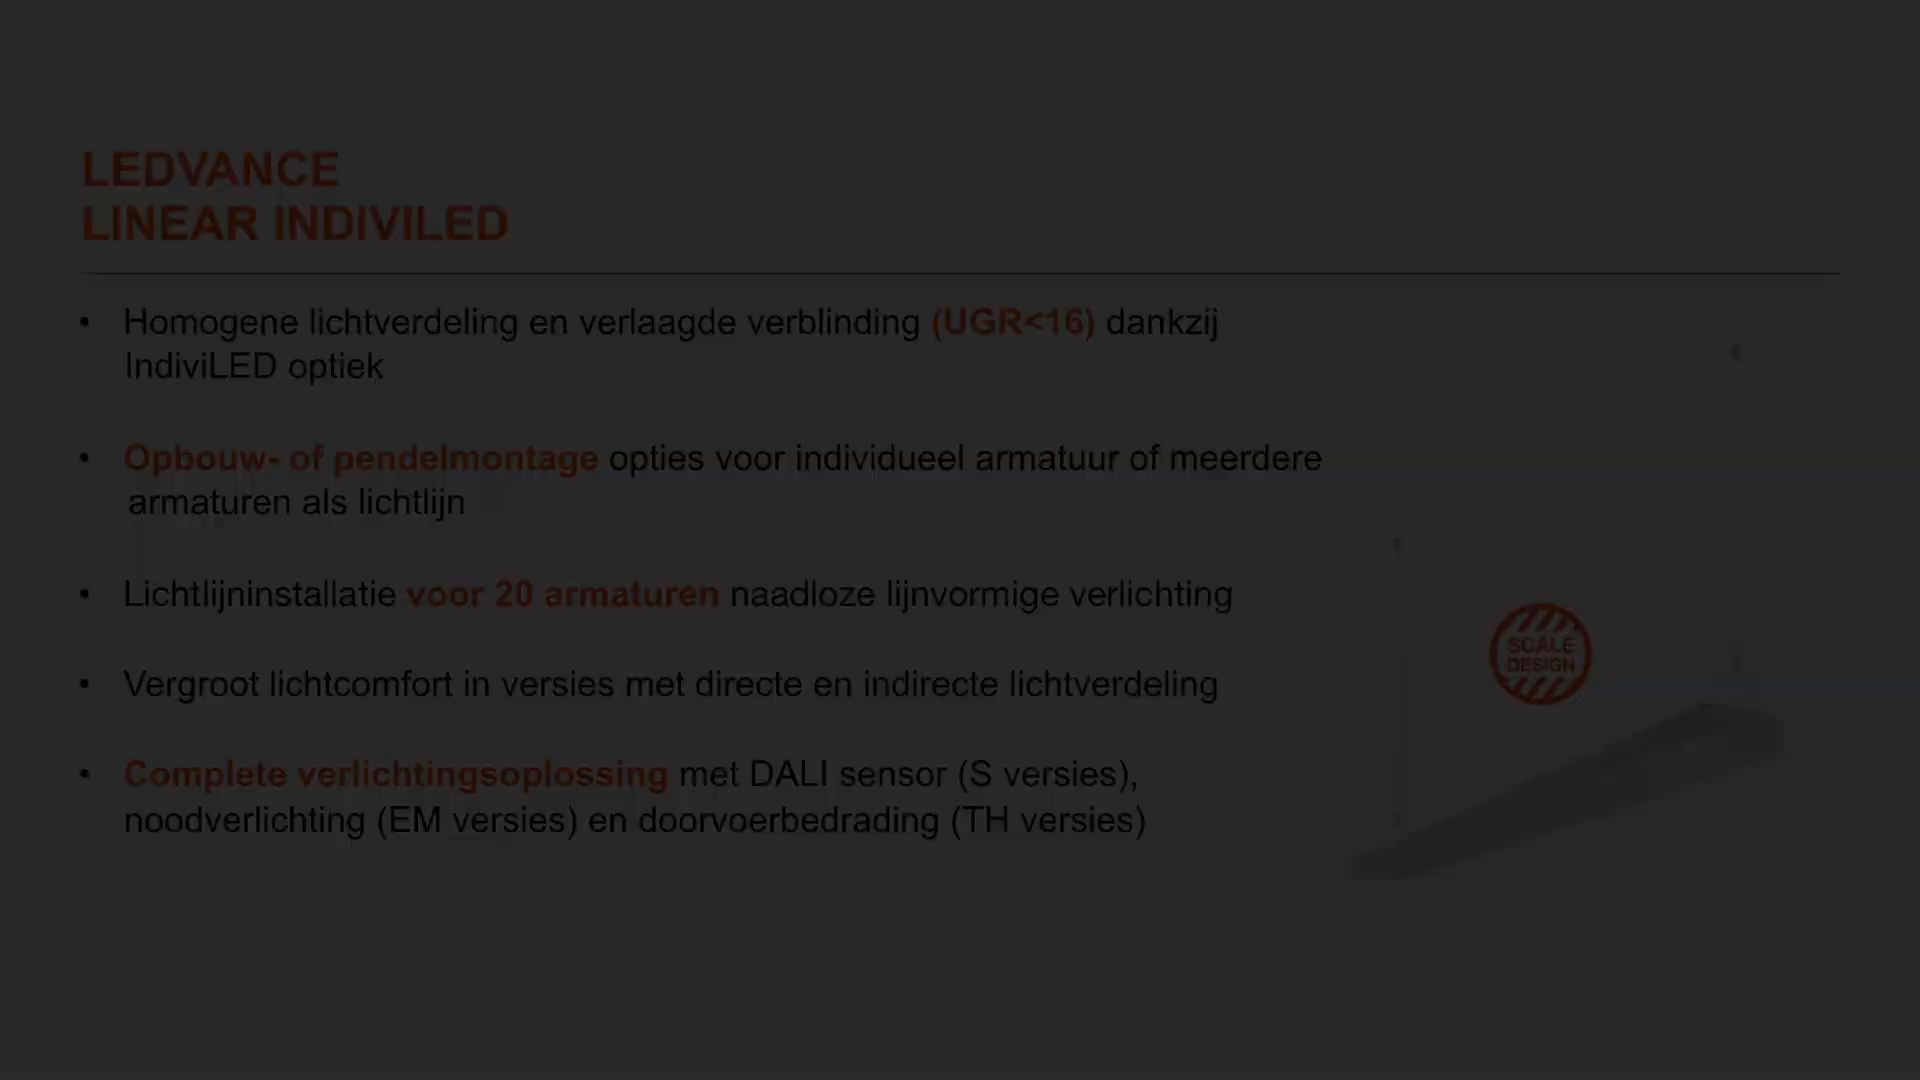 LEDVANCE
LINEAR INDIVILED
• Homogene lichtverdeling en verlaagde verblinding (UGR<16) dankzij
IndiviLED optiek
• Opbouw- of pendelmontage opties voor individueel armatuur of meerdere
armaturen als lichtlijn
• Lichtlijninstallatie voor 20 armaturen naadloze lijnvormige verlichting
• Vergroot lichtcomfort in versies met directe en indirecte lichtverdeling
SCALE
DESIGN
• Complete verlichtingsoplossing met DALI sensor (S versies),
noodverlichting (EM versies) en doorvoerbedrading (TH versies)